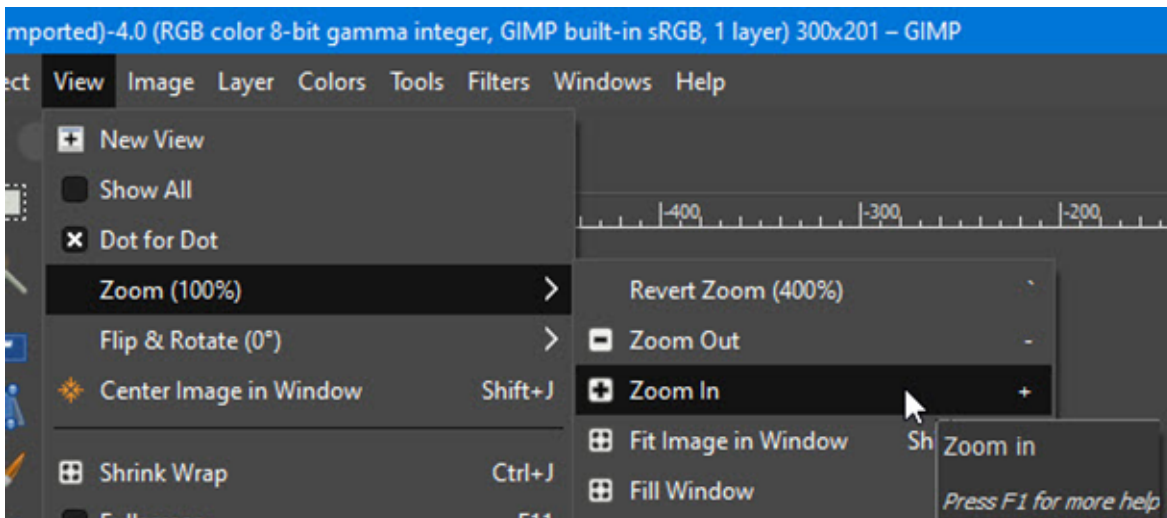 mported)-4.0 (RGB color 8-bit gamma integer, GIMP built-in sRGB, 1 layer) 300x201 – GIMP
ect View Image Layer Colors Tools Filters Windows Help
New View
Show All
Dot for Dot
Zoom (100%)
Flip & Rotate (0°)
Center Image in Window Shift+J
Shrink Wrap Ctrl+J
-400 -300 -200
Revert Zoom (400%) `
Zoom Out -
Zoom In +
Fit Image in Window Sh
Fill Window
Zoom in
Press F1 for more help